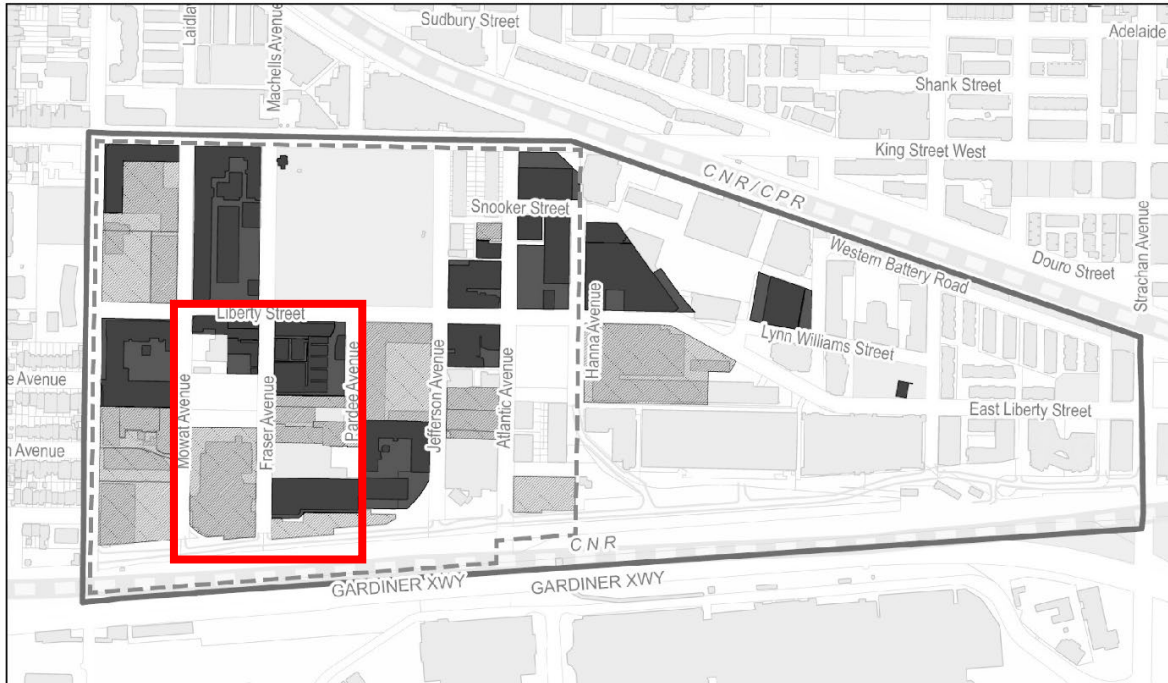 Sudbury Street
Adelaide
Machells Avenue
Shank Street
King Street West
CNR/CPR
Snooker Street
Strachan Avenue
Douro Street
Western Battery Road
Liberty Street
Lynn Williams Street
Hanna Avenue
Avenue
Mowat Avenue
Fraser Avenue
Pardee Avenue
Jefferson Avenue
Atlantic Avenue
East Liberty Street
Avenue
CNR
GARDINER XWY
GARDINER XWY